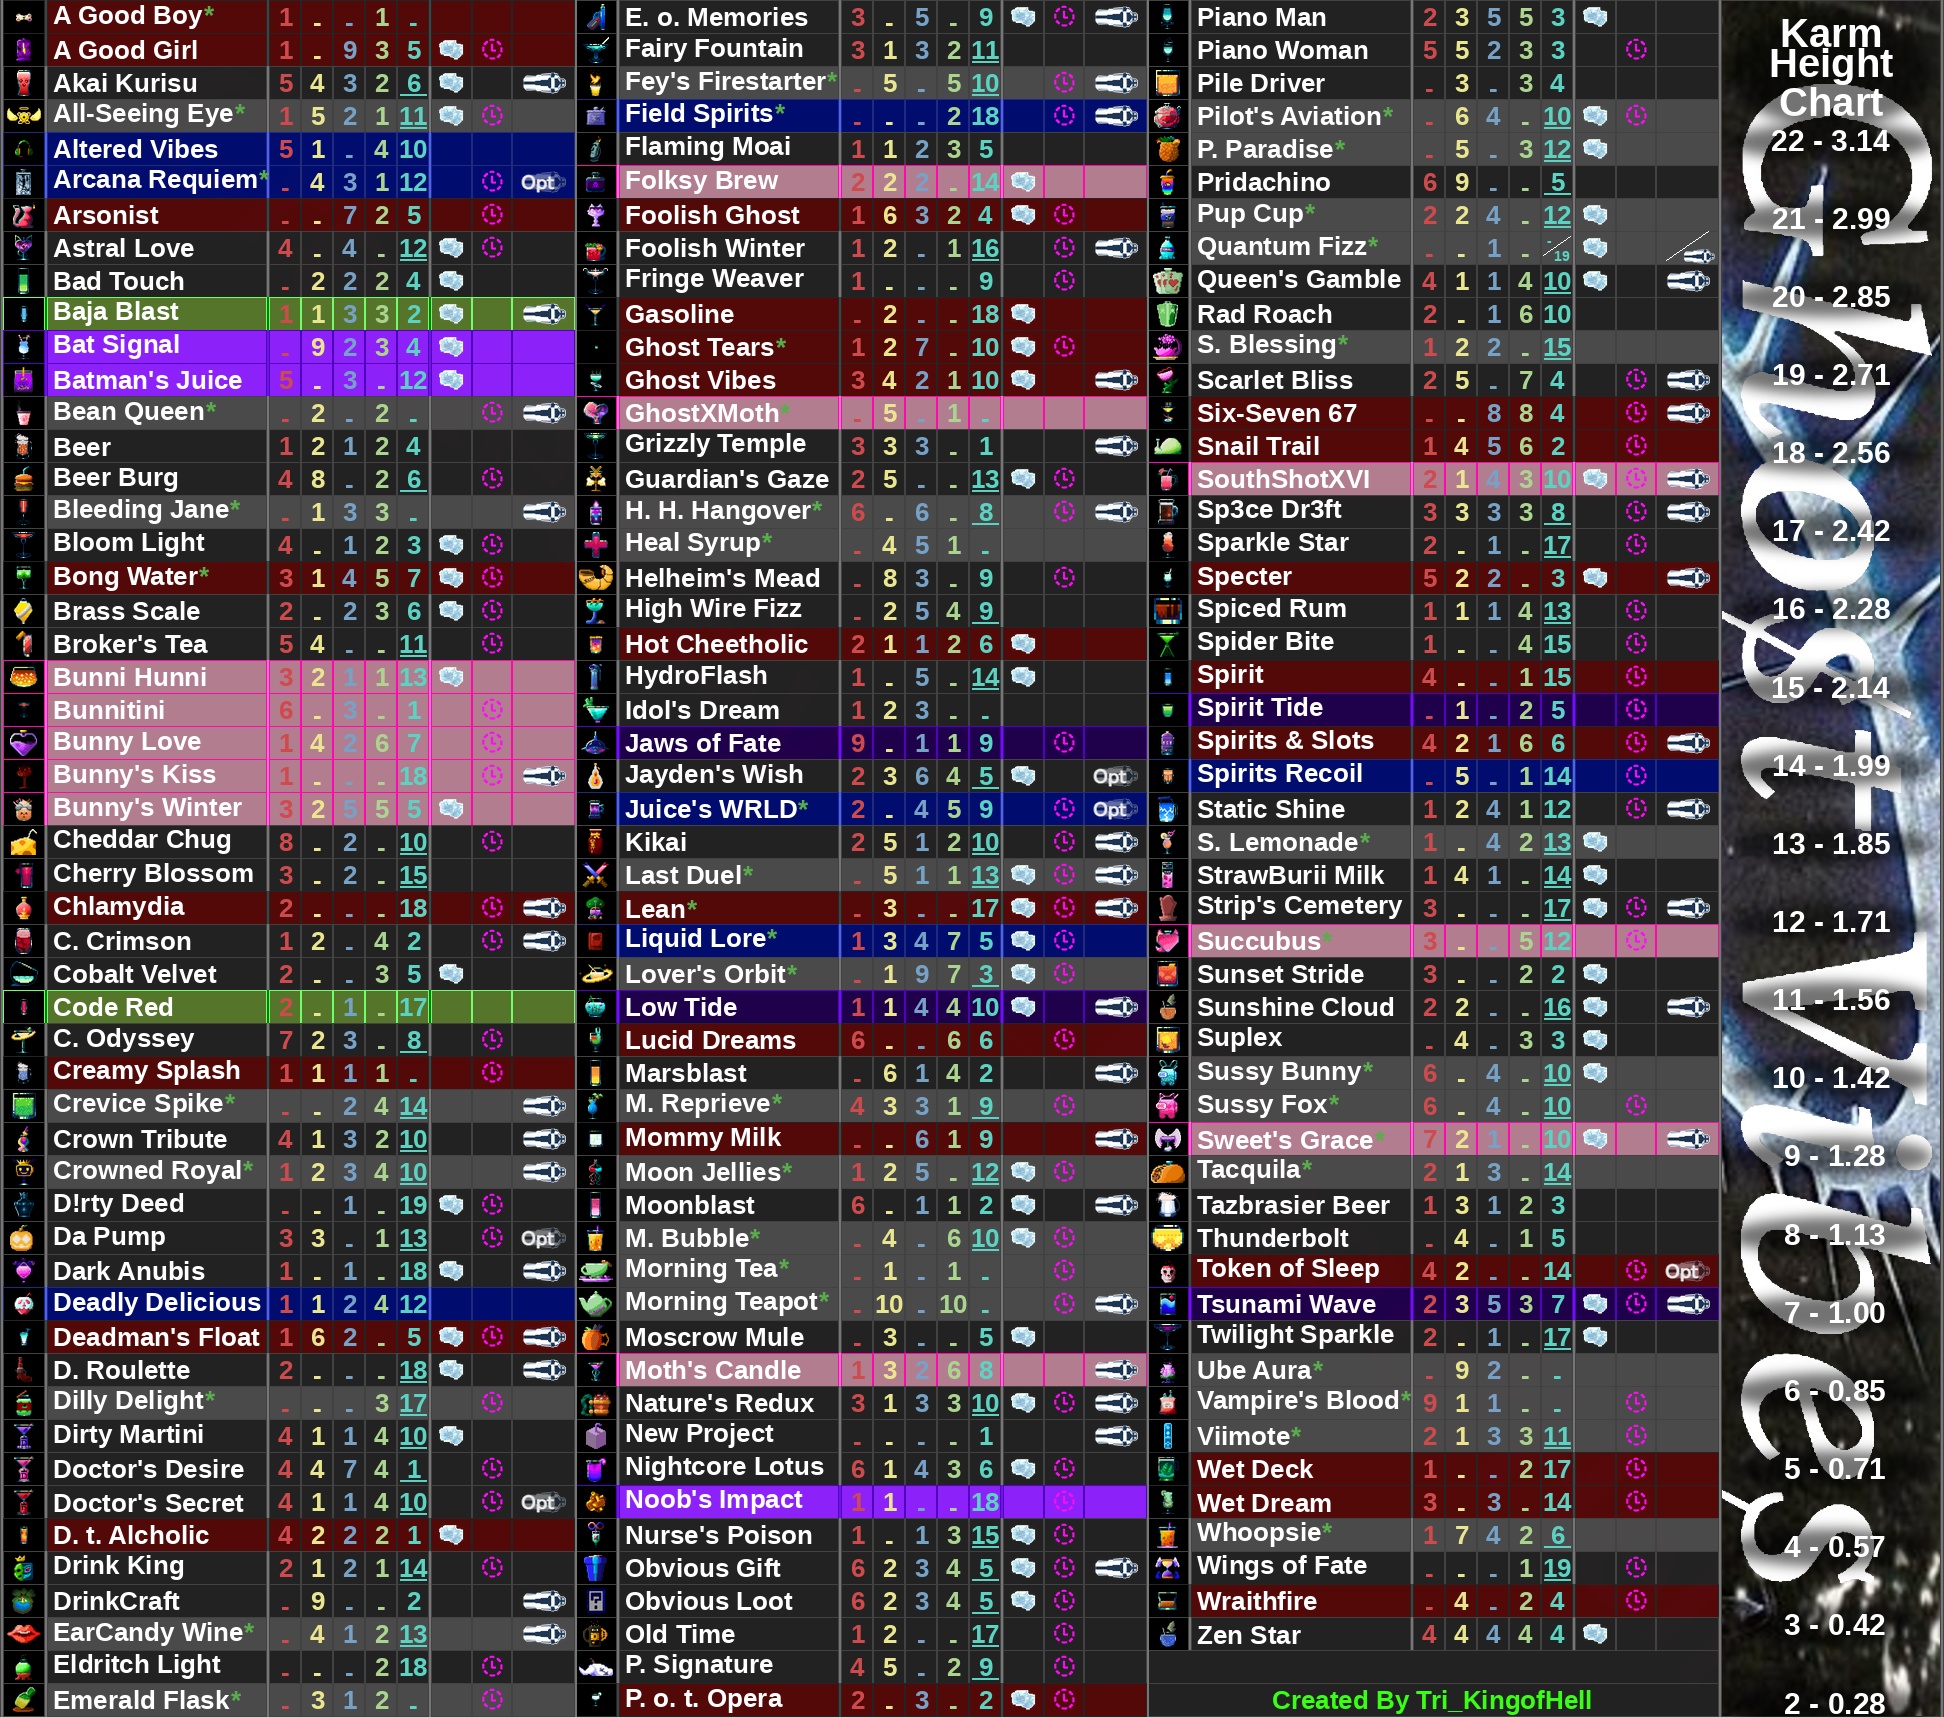 A Good Boy* 1 - - 1 -
A Good Girl 1 - 9 3 5
Akai Kurisu 5 4 3 2 6
All-Seeing Eye* 1 5 2 1 11
Altered Vibes 5 1 - 4 10
Arcana Requiem* - 4 3 1 12 Opt
Arsonist - - 7 2 5
Astral Love 4 - 4 - 12
Bad Touch - 2 2 2 4
Baja Blast 1 1 3 3 2
Bat Signal - 9 2 3 4
Batman's Juice 5 - 3 - 12
Bean Queen* - 2 - 2 -
Beer 1 2 1 2 4
Beer Burg 4 8 - 2 6
Bleeding Jane* - 1 3 3 -
Bloom Light 4 - 1 2 3
Bong Water* 3 1 4 5 7
Brass Scale 2 - 2 3 6
Broker's Tea 5 4 - - 11
Bunni Hunni 3 2 1 1 13
Bunnitini 6 - 3 - 1
Bunny Love 1 4 2 6 7
Bunny's Kiss 1 - - - 18
Bunny's Winter 3 2 5 5 5
Cheddar Chug 8 - 2 - 10
Cherry Blossom 3 - 2 - 15
Chlamydia 2 - - - 18
C. Crimson 1 2 - 4 2
Cobalt Velvet 2 - - 3 5
Code Red 2 - 1 - 17
C. Odyssey 7 2 3 - 8
Creamy Splash 1 1 1 1 -
Crevice Spike* - - 2 4 14
Crown Tribute 4 1 3 2 10
Crowned Royal* 1 2 3 4 10
D!rty Deed - - 1 - 19
Da Pump 3 3 - 1 13 Opt
Dark Anubis 1 - 1 - 18
Deadly Delicious 1 1 2 4 12
Deadman's Float 1 6 2 - 5
D. Roulette 2 - - - 18
Dilly Delight* - - - 3 17
Dirty Martini 4 1 1 4 10
Doctor's Desire 4 4 7 4 1
Doctor's Secret 4 1 1 4 10 Opt
D. t. Alcholic 4 2 2 2 1
Drink King 2 1 2 1 14
DrinkCraft - 9 - - 2
EarCandy Wine* - 4 1 2 13
Eldritch Light - - - 2 18
Emerald Flask* - 3 1 2 -
E. o. Memories 3 - 5 - 9
Fairy Fountain 3 1 3 2 11
Fey's Firestarter* - 5 - 5 10
Field Spirits* - - - 2 18
Flaming Moai 1 1 2 3 5
Folksy Brew 2 2 2 - 14
Foolish Ghost 1 6 3 2 4
Foolish Winter 1 2 - 1 16
Fringe Weaver 1 - - - 9
Gasoline - 2 - - 18
Ghost Tears* 1 2 7 - 10
Ghost Vibes 3 4 2 1 10
GhostXMoth* - 5 - 1 -
Grizzly Temple 3 3 3 - 1
Guardian's Gaze 2 5 - - 13
H. H. Hangover* 6 - 6 - 8
Heal Syrup* - 4 5 1 -
Helheim's Mead - 8 3 - 9
High Wire Fizz - 2 5 4 9
Hot Cheetholic 2 1 1 2 6
HydroFlash 1 - 5 - 14
Idol's Dream 1 2 3 - -
Jaws of Fate 9 - 1 1 9
Jayden's Wish 2 3 6 4 5 Opt
Juice's WRLD* 2 - 4 5 9 Opt
Kikai 2 5 1 2 10
Last Duel* - 5 1 1 13
Lean* - 3 - - 17
Liquid Lore* 1 3 4 7 5
Lover's Orbit* - 1 9 7 3
Low Tide 1 1 4 4 10
Lucid Dreams 6 - - 6 6
Marsblast - 6 1 4 2
M. Reprieve* 4 3 3 1 9
Mommy Milk - - 6 1 9
Moon Jellies* 1 2 5 - 12
Moonblast 6 - 1 1 2
M. Bubble* - 4 - 6 10
Morning Tea* - 1 - 1 -
Morning Teapot* - 10 - 10 -
Moscrow Mule - 3 - - 5
Moth's Candle 1 3 2 6 8
Nature's Redux 3 1 3 3 10
New Project - - - - 1
Nightcore Lotus 6 1 4 3 6
Noob's Impact 1 1 - - 18
Nurse's Poison 1 - 1 3 15
Obvious Gift 6 2 3 4 5
Obvious Loot 6 2 3 4 5
Old Time 1 2 - - 17
P. Signature 4 5 - 2 9
P. o. t. Opera 2 - 3 - 2
Piano Man 2 3 5 5 3
Piano Woman 5 5 2 3 3
Pile Driver - 3 - 3 4
Pilot's Aviation* - 6 4 - 10
P. Paradise* - 5 - 3 12
Pridachino 6 9 - - 5
Pup Cup* 2 2 4 - 12
Quantum Fizz* - - 1 - -/19
Queen's Gamble 4 1 1 4 10
Rad Roach 2 - 1 6 10
S. Blessing* 1 2 2 - 15
Scarlet Bliss 2 5 - 7 4
Six-Seven 67 - - 8 8 4
Snail Trail 1 4 5 6 2
SouthShotXVI 2 1 4 3 10
Sp3ce Dr3ft 3 3 3 3 8
Sparkle Star 2 - 1 - 17
Specter 5 2 2 - 3
Spiced Rum 1 1 1 4 13
Spider Bite 1 - - 4 15
Spirit 4 - - 1 15
Spirit Tide - 1 - 2 5
Spirits & Slots 4 2 1 6 6
Spirits Recoil - 5 - 1 14
Static Shine 1 2 4 1 12
S. Lemonade* 1 - 4 2 13
StrawBurii Milk 1 4 1 - 14
Strip's Cemetery 3 - - - 17
Succubus* 3 - - 5 12
Sunset Stride 3 - - 2 2
Sunshine Cloud 2 2 - - 16
Suplex - 4 - 3 3
Sussy Bunny* 6 - 4 - 10
Sussy Fox* 6 - 4 - 10
Sweet's Grace* 7 2 1 - 10
Tacquila* 2 1 3 - 14
Tazbrasier Beer 1 3 1 2 3
Thunderbolt - 4 - 1 5
Token of Sleep 4 2 - - 14 Opt
Tsunami Wave 2 3 5 3 7
Twilight Sparkle 2 - 1 - 17
Ube Aura* - 9 2 - -
Vampire's Blood* 9 1 1 - -
Viimote* 2 1 3 3 11
Wet Deck 1 - - 2 17
Wet Dream 3 - 3 - 14
Whoopsie* 1 7 4 2 6
Wings of Fate - - - 1 19
Wraithfire - 4 - 2 4
Zen Star 4 4 4 4 4
Created By Tri_KingofHell
Karm
Height
Chart
22 - 3.14
21 - 2.99
20 - 2.85
19 - 2.71
18 - 2.56
17 - 2.42
16 - 2.28
15 - 2.14
14 - 1.99
13 - 1.85
12 - 1.71
11 - 1.56
10 - 1.42
9 - 1.28
8 - 1.13
7 - 1.00
6 - 0.85
5 - 0.71
4 - 0.57
3 - 0.42
2 - 0.28